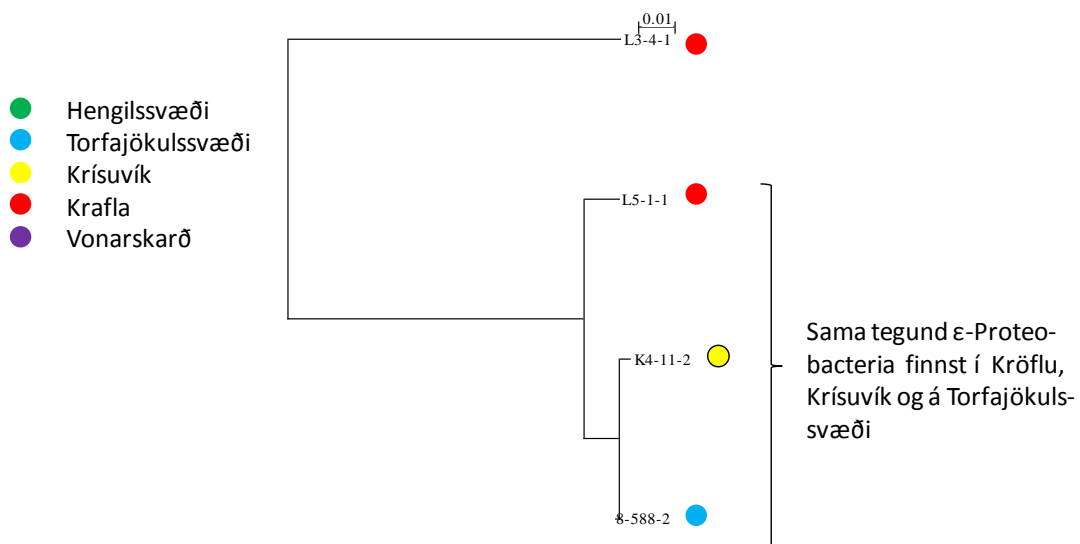 0.01
L3-4-1
Hengilssvæði
Torfajökulssvæði
Krísuvík
Krafla
Vonarskarð
L5-1-1
K4-11-2
8-588-2
Sama tegund ε-Proteo-
bacteria finnst í Kröflu,
Krísuvík og á Torfajökuls-
svæði